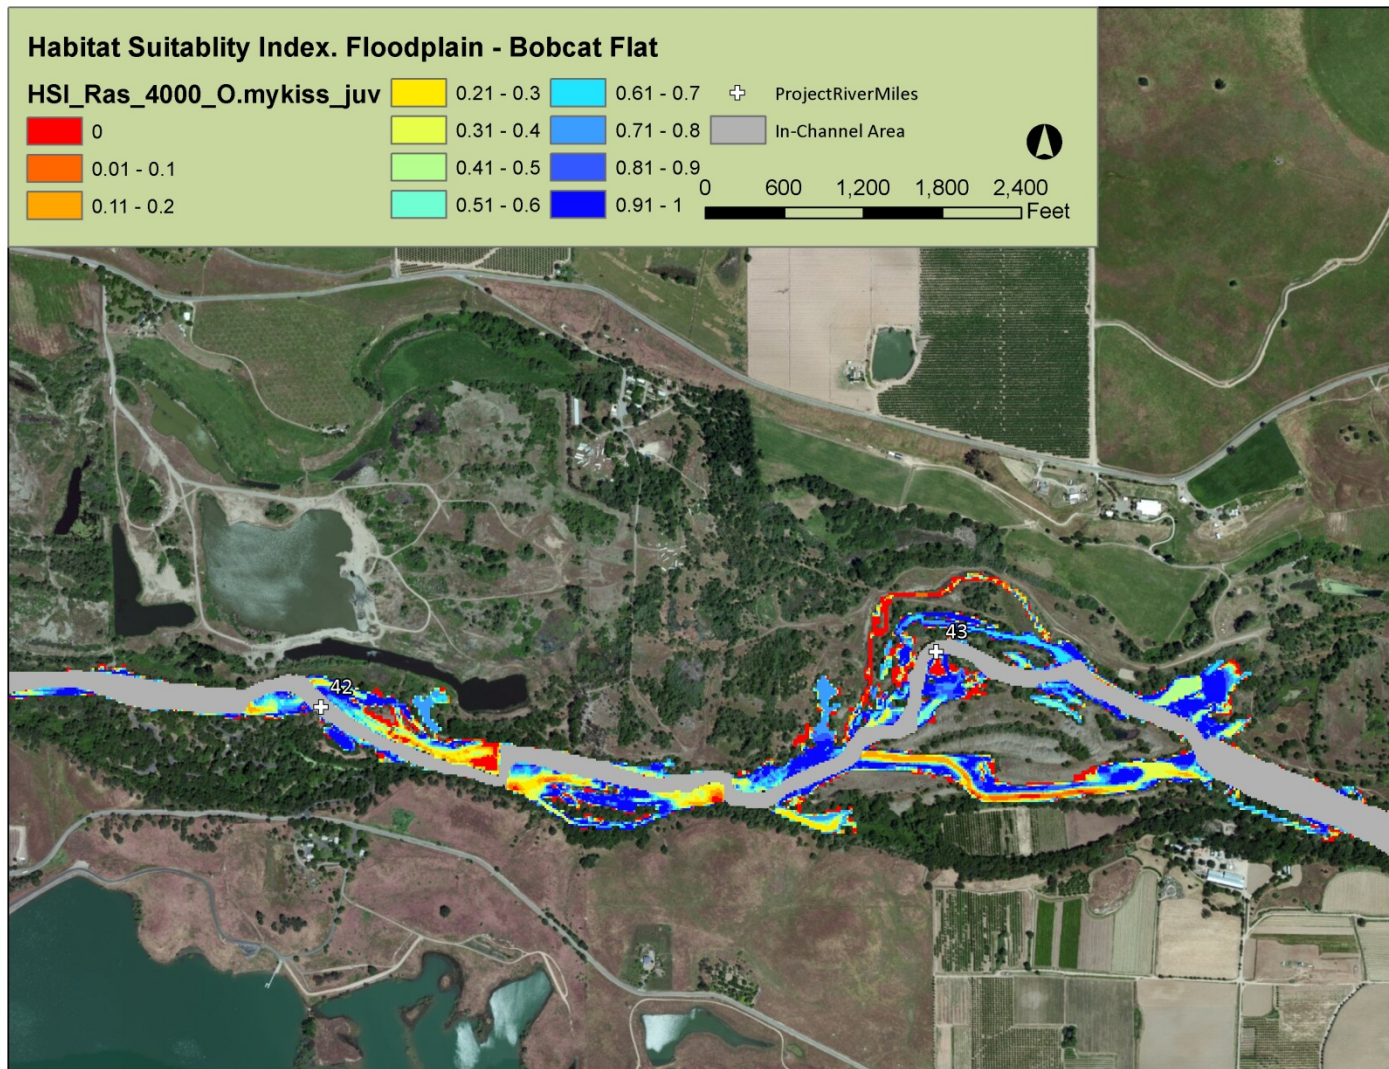 Habitat Suitablity Index. Floodplain - Bobcat Flat
HSI_Ras_4000_O.mykiss_juv
0
0.01 - 0.1
0.11 - 0.2
0.21 - 0.3
0.31 - 0.4
0.41 - 0.5
0.51 - 0.6
0.61 - 0.7
0.71 - 0.8
0.81 - 0.9
0.91 - 1
ProjectRiverMiles
In-Channel Area
0 600 1,200 1,800 2,400
Feet
43
42